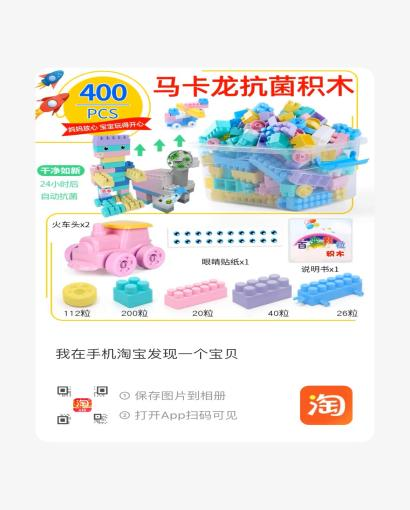 马卡龙抗菌积木
400
PCS
妈妈放心 宝宝玩得开心
干净如新
24小时后
自动抗菌
火车头x2
眼睛贴纸x1
积木
说明书x1
112粒
200粒
20粒
40粒
26粒
我在手机淘宝发现一个宝贝
① 保存图片到相册
② 打开App扫码可见
淘
淘